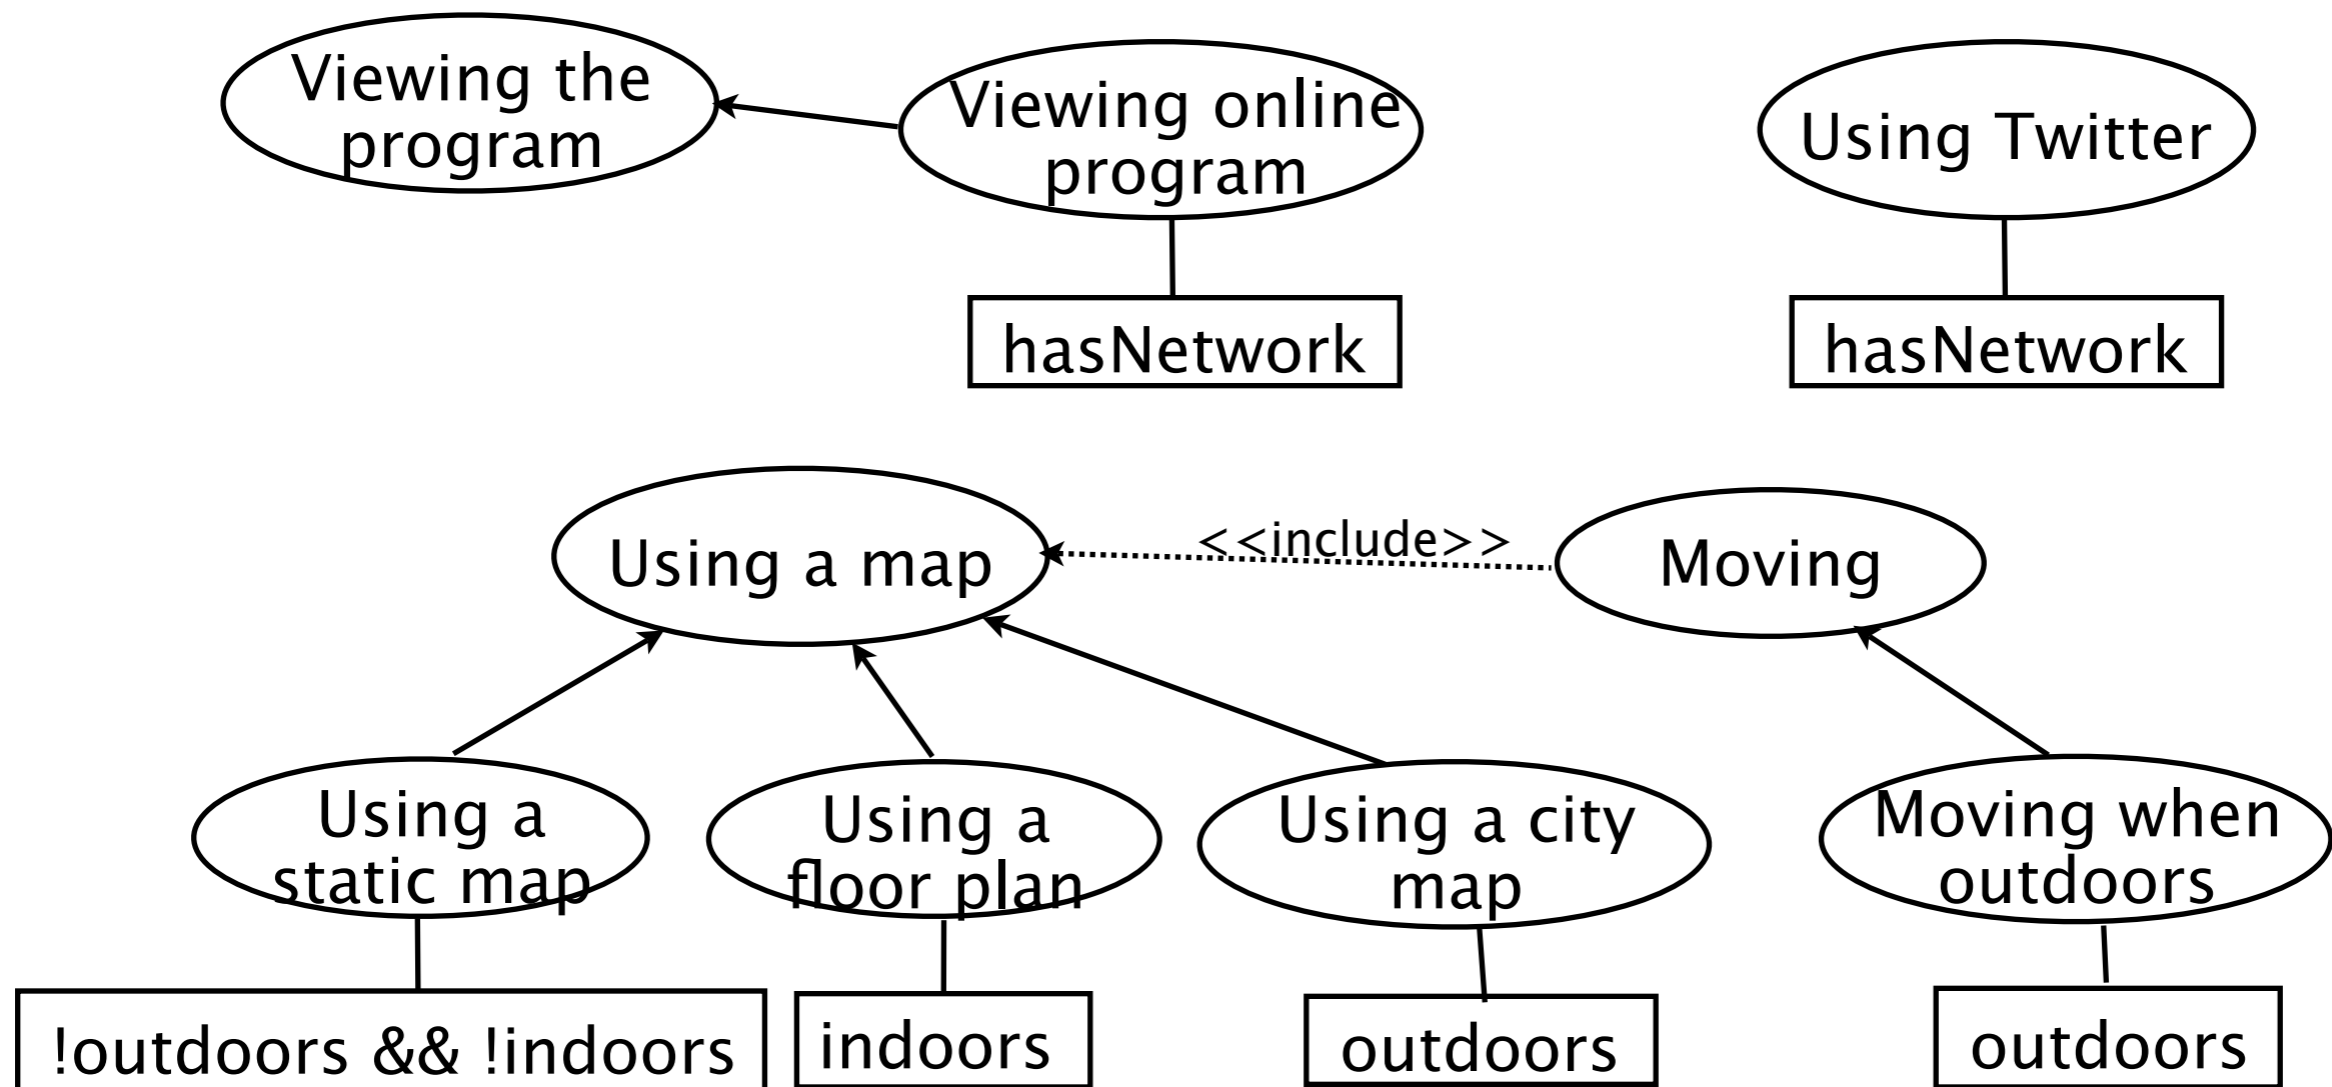 Viewing the
program
Viewing online
program
Using Twitter
hasNetwork
hasNetwork
Using a map
<<include>>
Moving
Using a
static map
Using a
floor plan
Using a city
map
Moving when
outdoors
!outdoors && !indoors
indoors
outdoors
outdoors